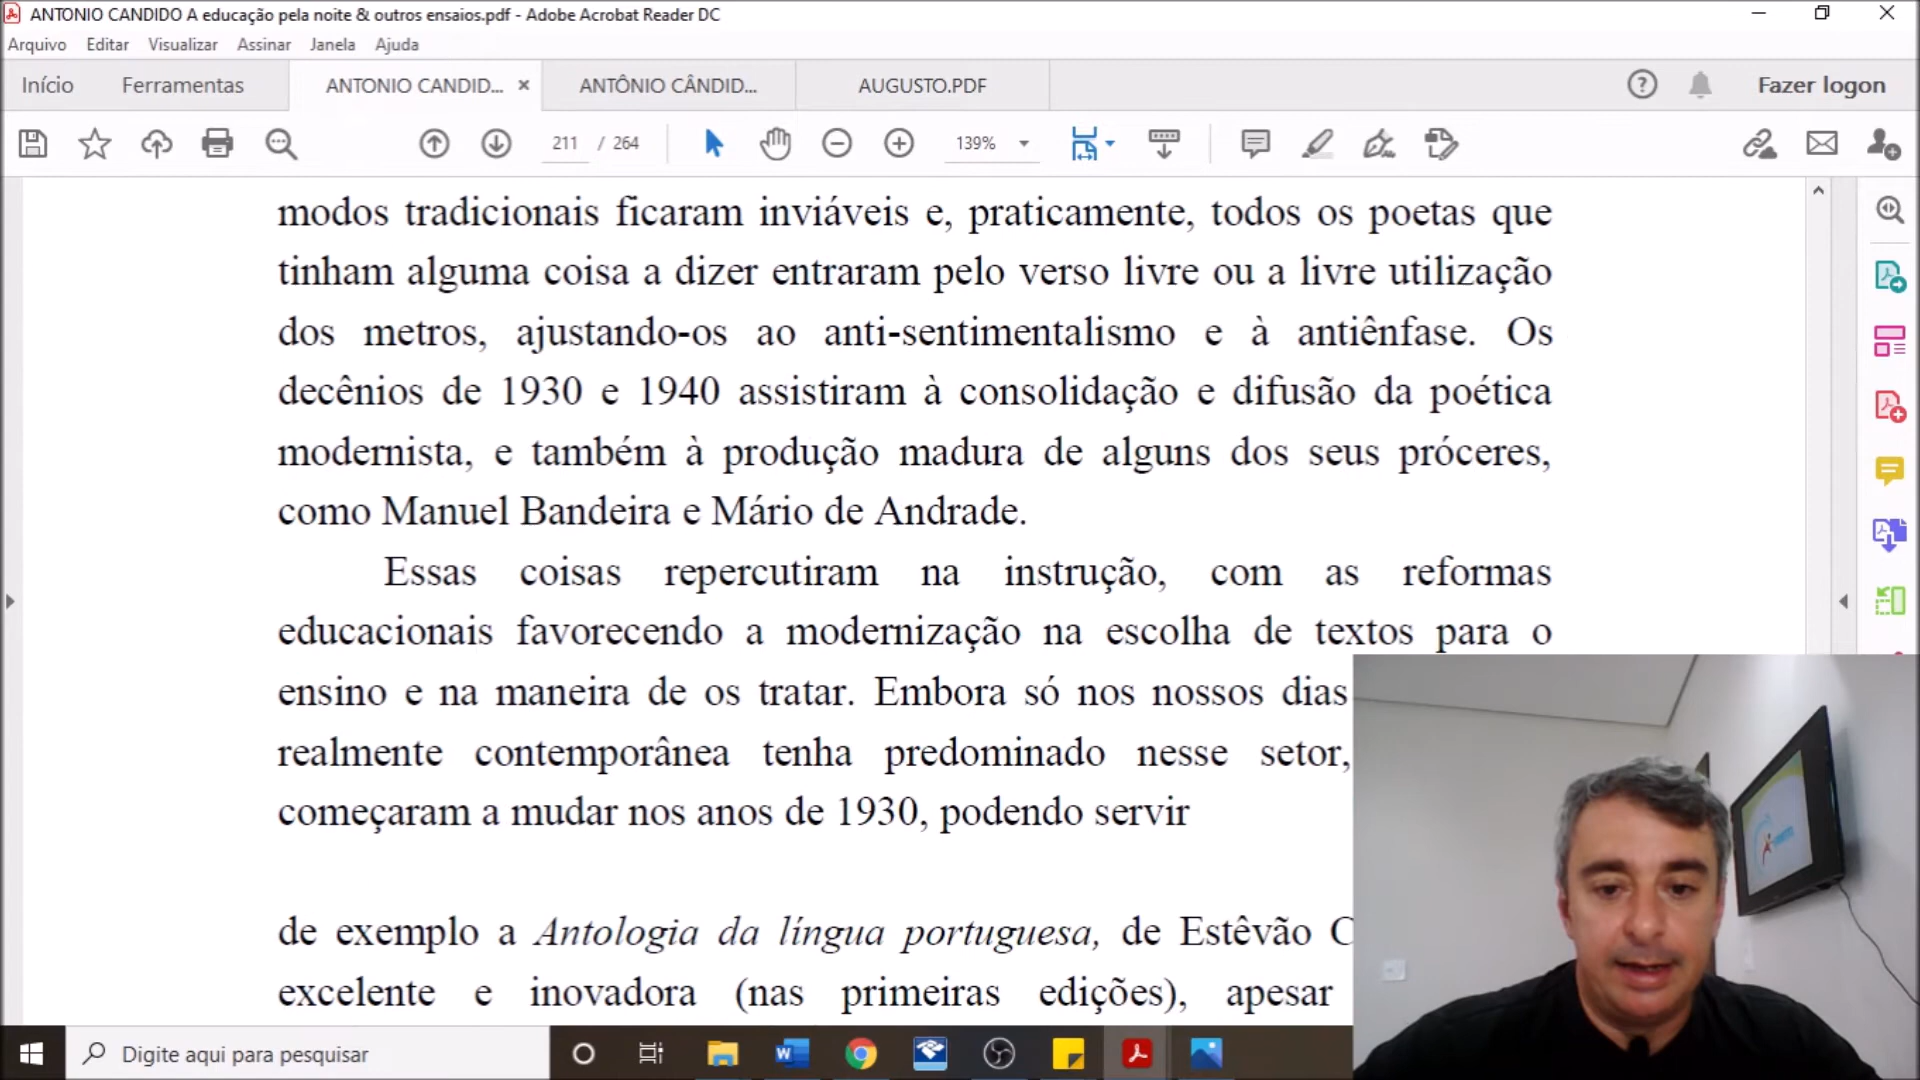 ANTONIO CANDIDO A educação pela noite & outros ensaios.pdf - Adobe Acrobat Reader DC
Arquivo Editar Visualizar Assinar Janela Ajuda
Início Ferramentas ANTONIO CANDID... × ANTÔNIO CÂNDID... AUGUSTO.PDF Fazer logon
211 / 264 139%
modos tradicionais ficaram inviáveis e, praticamente, todos os poetas que
tinham alguma coisa a dizer entraram pelo verso livre ou a livre utilização
dos metros, ajustando-os ao anti-sentimentalismo e à antiênfase. Os
decênios de 1930 e 1940 assistiram à consolidação e difusão da poética
modernista, e também à produção madura de alguns dos seus próceres,
como Manuel Bandeira e Mário de Andrade.
Essas coisas repercutiram na instrução, com as reformas
educacionais favorecendo a modernização na escolha de textos para o
ensino e na maneira de os tratar. Embora só nos nossos dias
realmente contemporânea tenha predominado nesse setor,
começaram a mudar nos anos de 1930, podendo servir
de exemplo a Antologia da língua portuguesa, de Estêvão C
excelente e inovadora (nas primeiras edições), apesar
Digite aqui para pesquisar